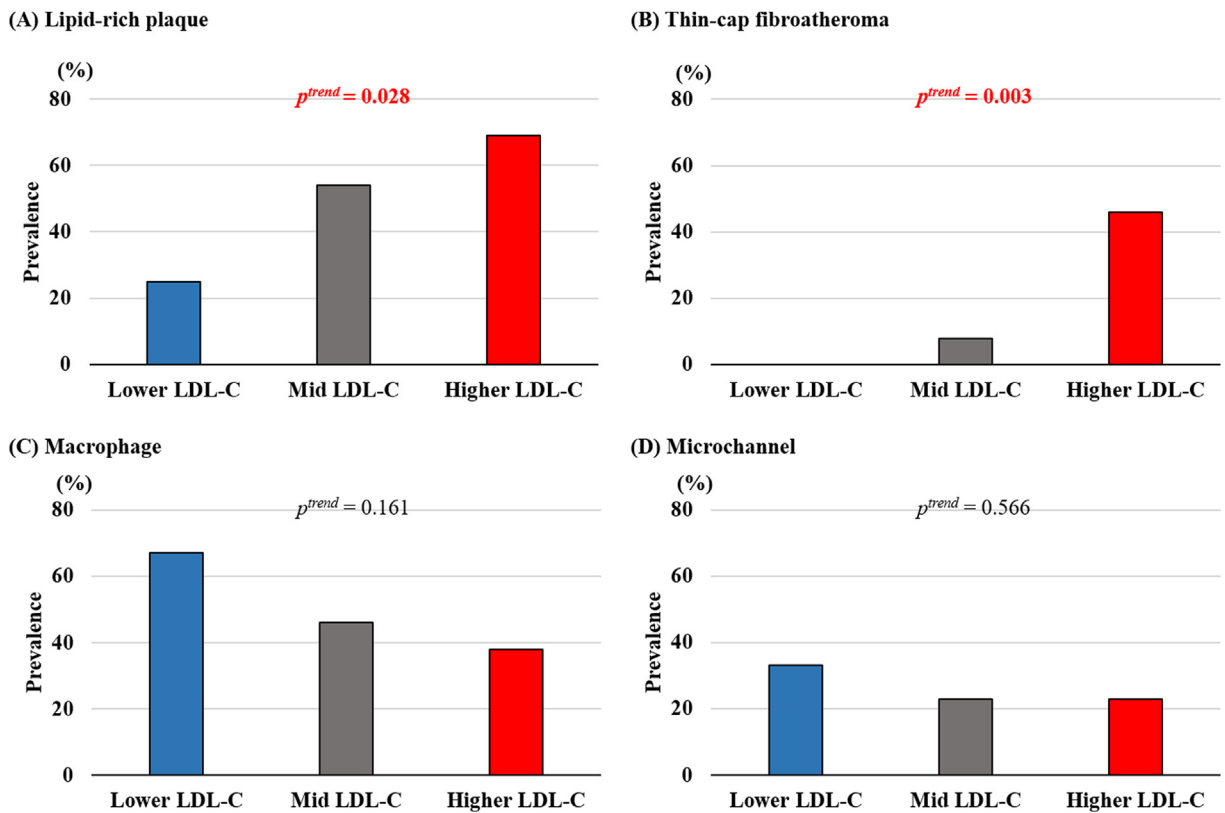 (A) Lipid-rich plaque
(%)
p^trend = 0.028
80
60
40
20
0
Prevalence
Lower LDL-C Mid LDL-C Higher LDL-C
(B) Thin-cap fibroatheroma
(%)
p^trend = 0.003
80
60
40
20
0
Prevalence
Lower LDL-C Mid LDL-C Higher LDL-C
(C) Macrophage
(%)
p^trend = 0.161
80
60
40
20
0
Prevalence
Lower LDL-C Mid LDL-C Higher LDL-C
(D) Microchannel
(%)
p^trend = 0.566
80
60
40
20
0
Prevalence
Lower LDL-C Mid LDL-C Higher LDL-C